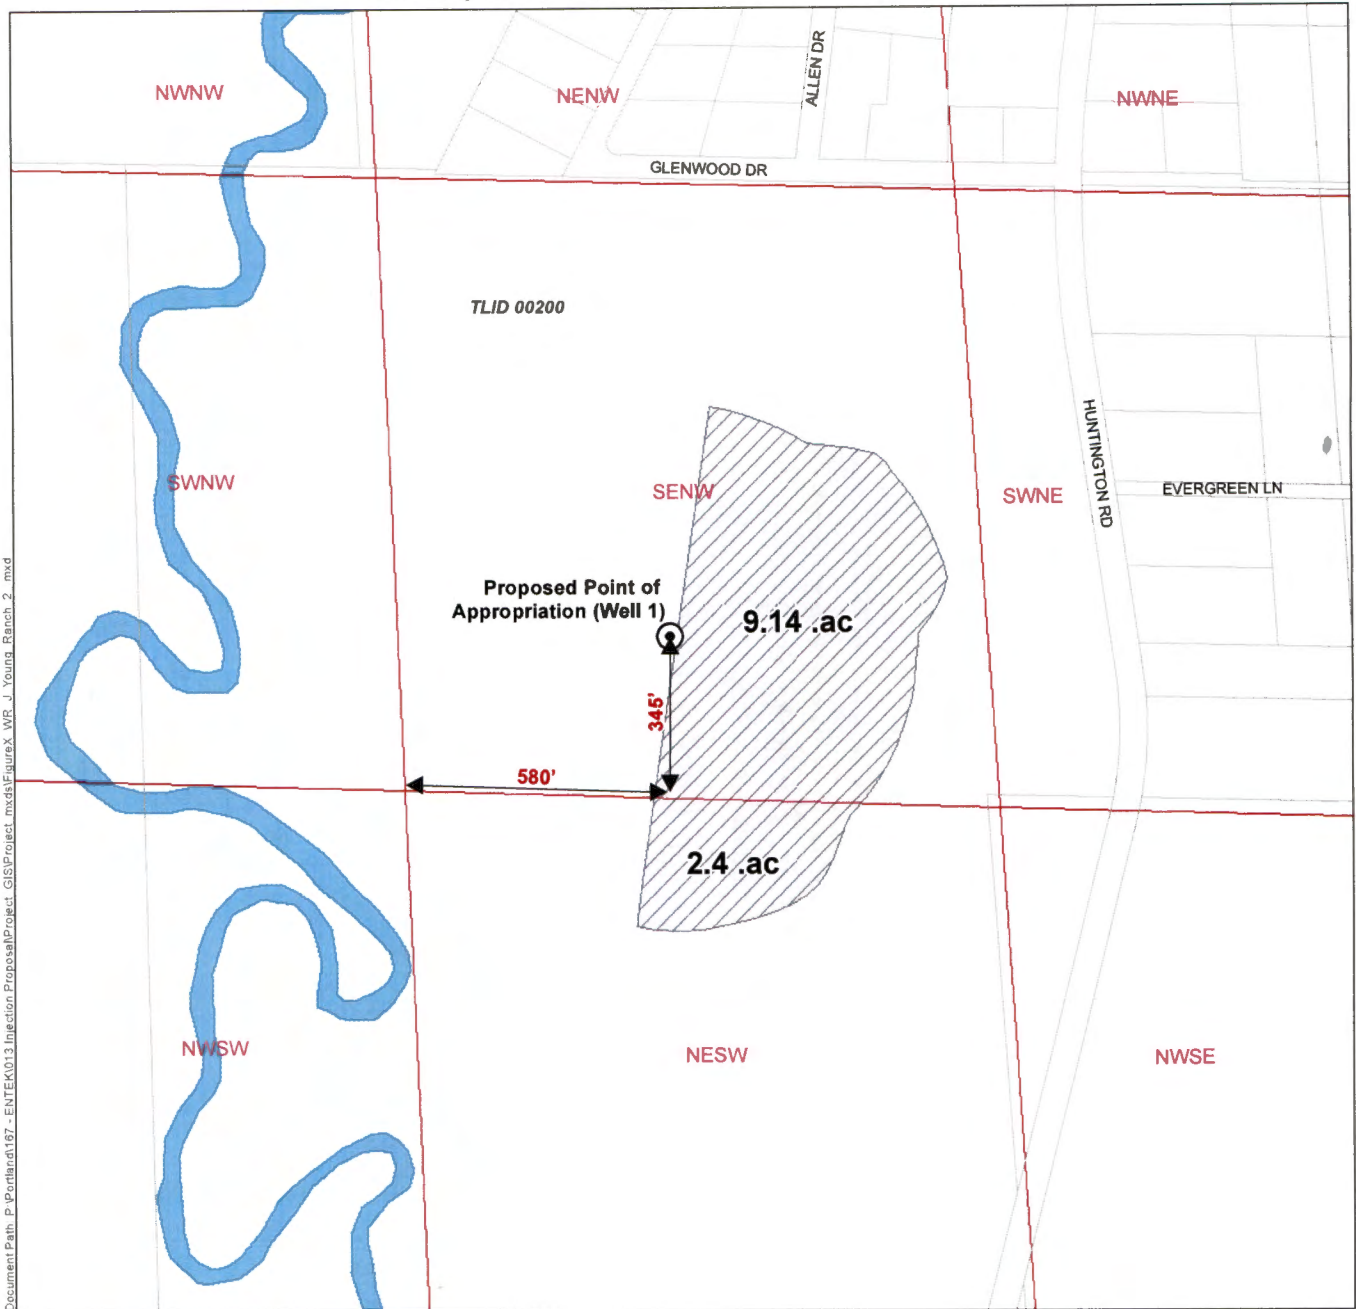 NWNW
NENW
ALLEN DR
NWNE
GLENWOOD DR
TLID 00200
HUNTINGTON RD
SWNW
SENW
SWNE
EVERGREEN LN
Proposed Point of
Appropriation (Well 1)
9.14 .ac
345'
580'
2.4 .ac
NWSW
NESW
NWSE
Document Path P:\Portland\167 - ENTEK\013 Injection Proposal\Project_GIS\Project_mxds\FigureX_WR_J_Young_Ranch_2_.mxd